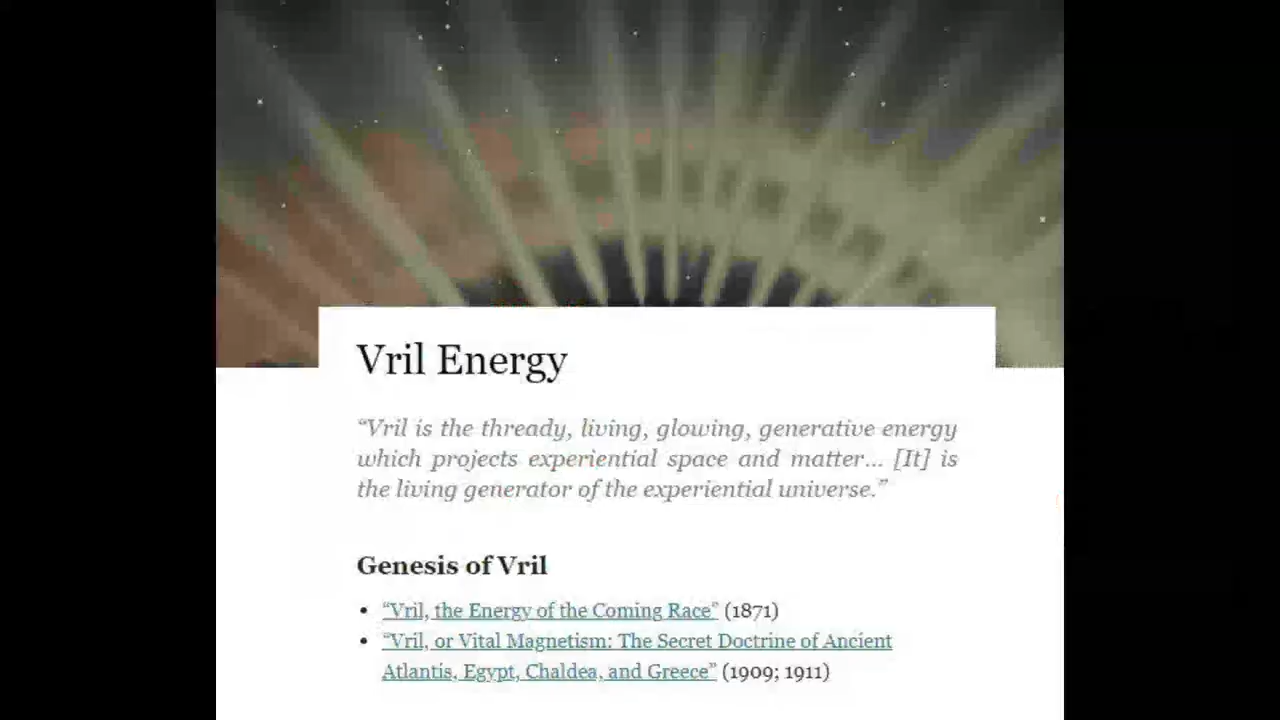 Vril Energy
“Vril is the thready, living, glowing, generative energy
which projects experiential space and matter... [It] is
the living generator of the experiential universe.”
Genesis of Vril
• “Vril, the Energy of the Coming Race” (1871)
• “Vril, or Vital Magnetism: The Secret Doctrine of Ancient
Atlantis, Egypt, Chaldea, and Greece” (1909; 1911)